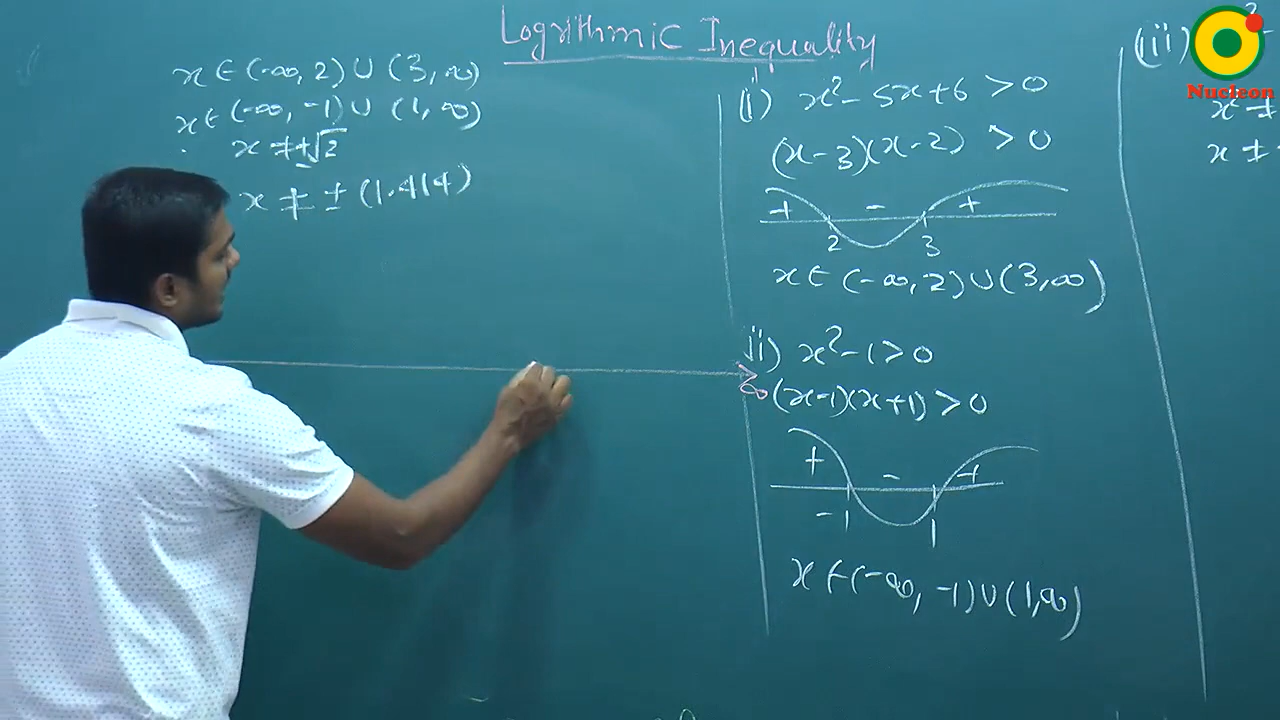 Logrithmic Inequality
x ∈ (-∞, 2) ∪ (3, ∞)
x ∈ (-∞, -1) ∪ (1, ∞)
x ≠ ±√2
x ≠ ± (1.414)
∞
(i) x² - 5x + 6 > 0
(x-3)(x-2) > 0
+ - +
2 3
x ∈ (-∞, 2) ∪ (3, ∞)
ii) x² - 1 > 0
(x-1)(x+1) > 0
+ - +
-1 1
x ∈ (-∞, -1) ∪ (1, ∞)
(iii)
x ≠
x ≠
Nucleon